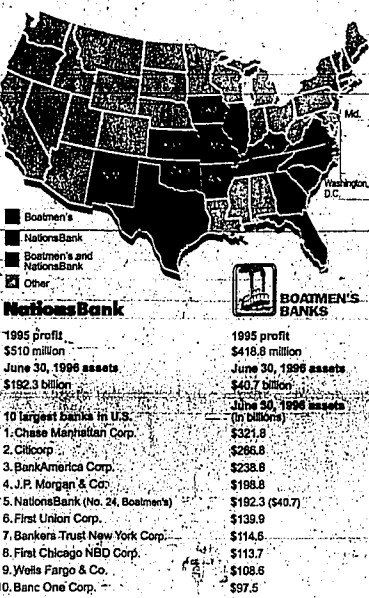 Md.
Washington, D.C.
Boatmen's
NationsBank
Boatmen's and
NationsBank
Other
NationsBank
BOATMEN'S
BANKS
1995 profit
$510 million
June 30, 1996 assets
$192.3 billion
1995 profit
$418.8 million
June 30, 1996 assets
$40.7 billion
10 largest banks in U.S.
June 30, 1996 assets
(in billions)
1. Chase Manhattan Corp. $321.8
2. Citicorp $266.8
3. BankAmerica Corp. $238.8
4. J.P. Morgan & Co. $198.8
5. NationsBank (No. 24, Boatmen's) $192.3 ($40.7)
6. First Union Corp. $139.9
7. Bankers Trust New York Corp. $114.6
8. First Chicago NBD Corp. $113.7
9. Wells Fargo & Co. $108.6
10. Banc One Corp. $97.5